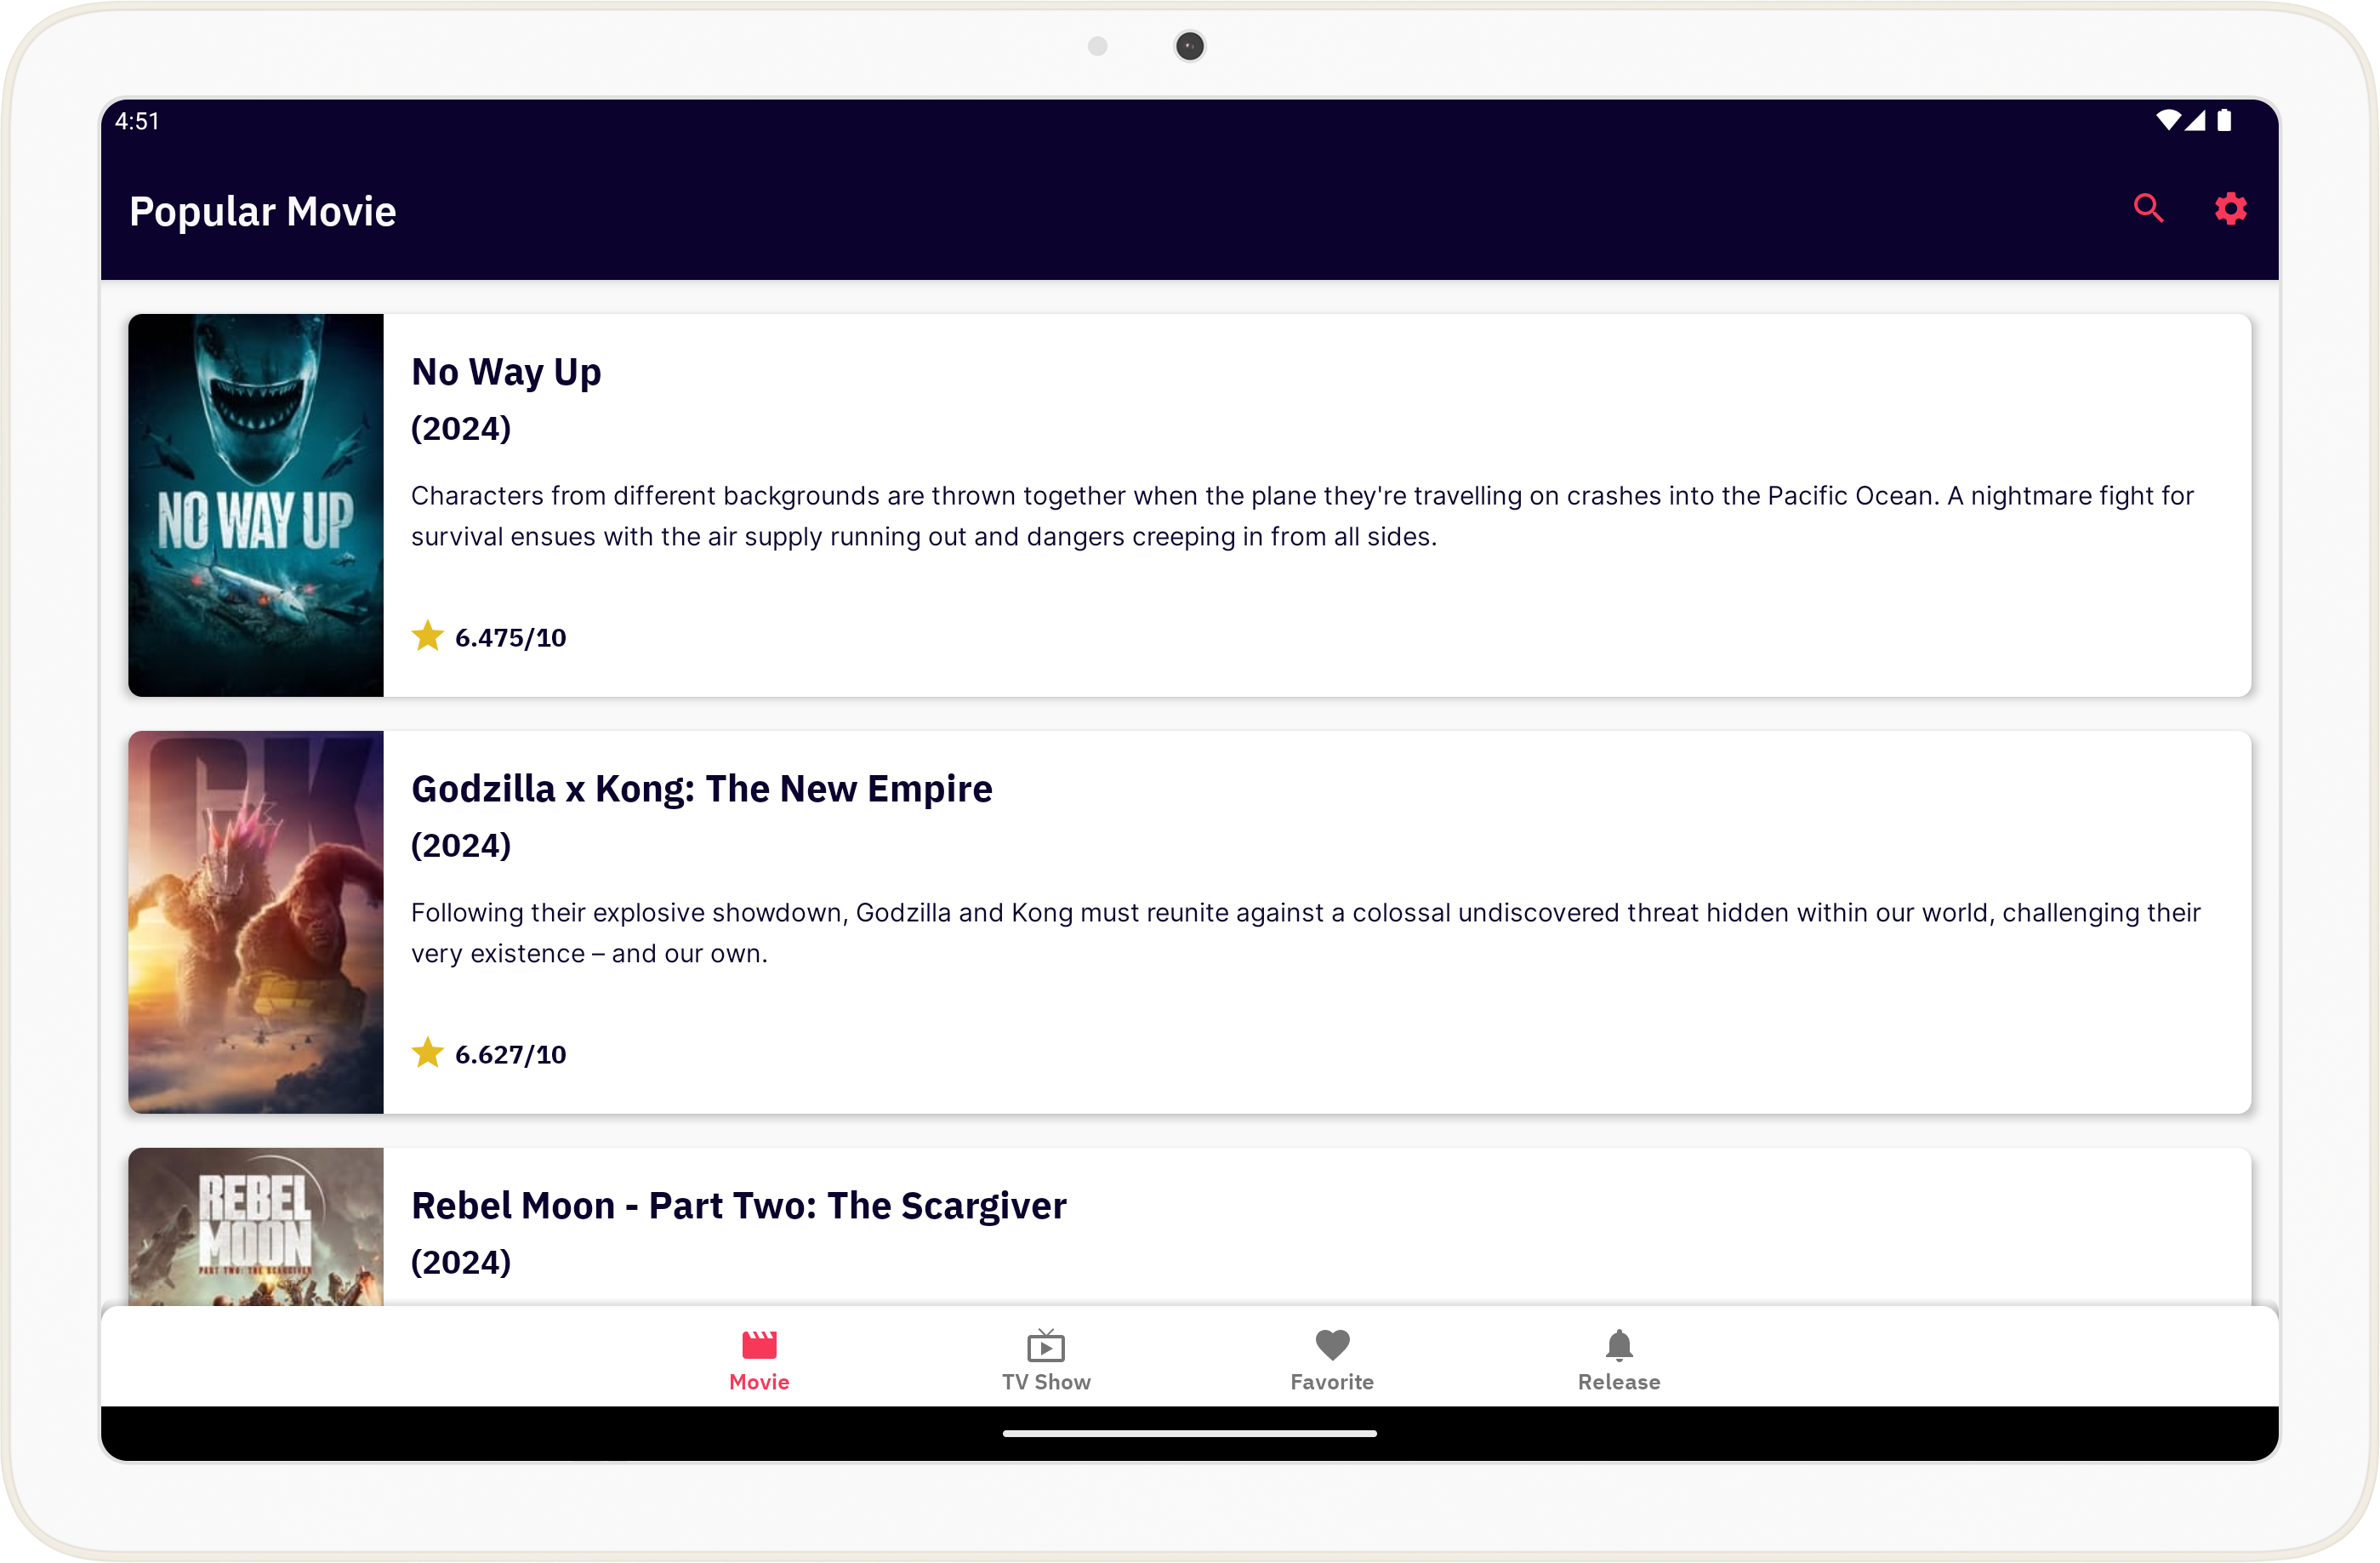 4:51
Popular Movie
NO WAY UP
No Way Up
(2024)
Characters from different backgrounds are thrown together when the plane they're travelling on crashes into the Pacific Ocean. A nightmare fight for
survival ensues with the air supply running out and dangers creeping in from all sides.
6.475/10
GK
Godzilla x Kong: The New Empire
(2024)
Following their explosive showdown, Godzilla and Kong must reunite against a colossal undiscovered threat hidden within our world, challenging their
very existence – and our own.
6.627/10
REBEL
MOON
PART TWO: THE SCARGIVER
Rebel Moon - Part Two: The Scargiver
(2024)
Movie
TV Show
Favorite
Release